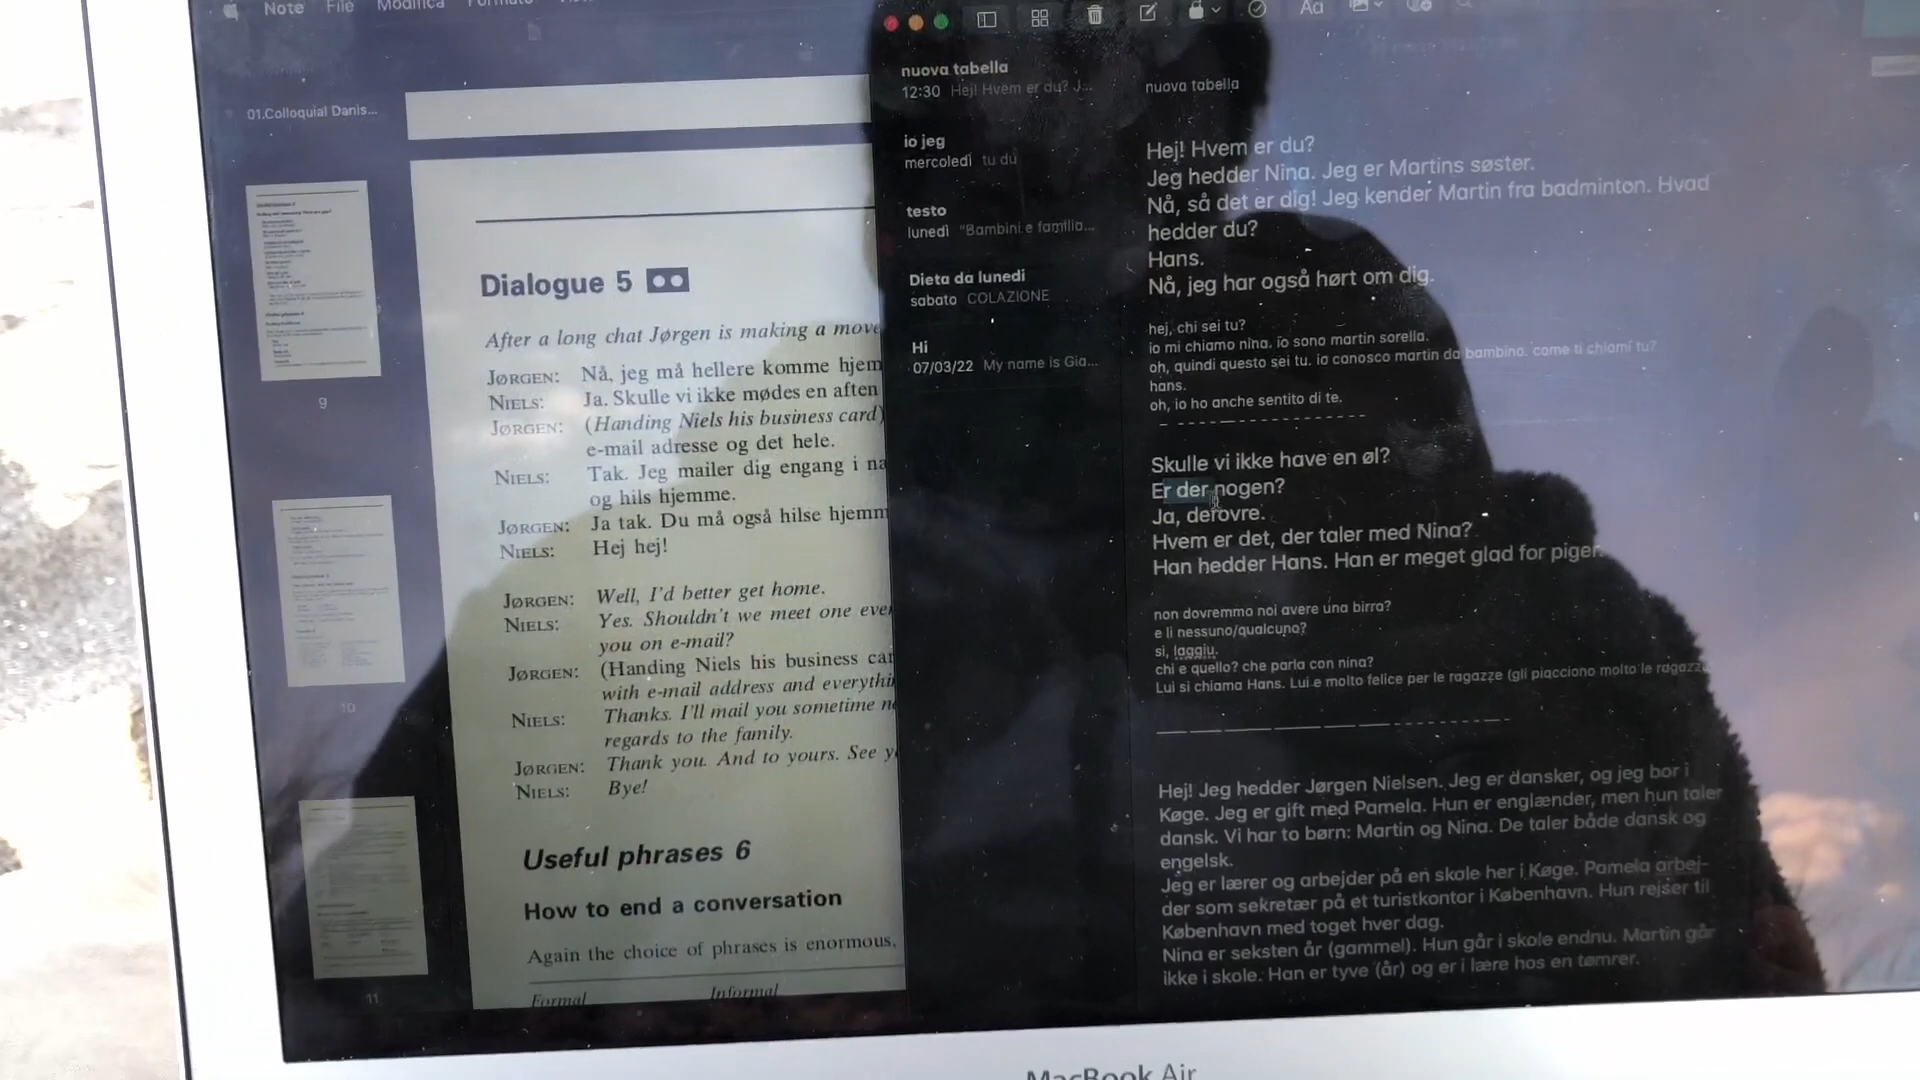 Note File Modifica Formato
01.Colloquial Danis...
9
10
11
Dialogue 5
After a long chat Jørgen is making a move
JØRGEN: Nå, jeg må hellere komme hjem
NIELS: Ja. Skulle vi ikke mødes en aften
JØRGEN: (Handing Niels his business card)
e-mail adresse og det hele.
NIELS: Tak. Jeg mailer dig engang i næ
og hils hjemme.
JØRGEN: Ja tak. Du må også hilse hjemm
NIELS: Hej hej!
JØRGEN: Well, I'd better get home.
NIELS: Yes. Shouldn't we meet one eve
you on e-mail?
JØRGEN: (Handing Niels his business car
with e-mail address and everythi
NIELS: Thanks. I'll mail you sometime n
regards to the family.
JØRGEN: Thank you. And to yours. See y
NIELS: Bye!
Useful phrases 6
How to end a conversation
Again the choice of phrases is enormous,
Formal Informal
nuova tabella
12:30 Hej! Hvem er du? J...
io jeg
mercoledì tu du
testo
lunedì "Bambini e familia...
Dieta da lunedì
sabato COLAZIONE
Hi
07/03/22 My name is Gia...
Aa
nuova tabella
Hej! Hvem er du?
Jeg hedder Nina. Jeg er Martins søster.
Nå, så det er dig! Jeg kender Martin fra badminton. Hvad
hedder du?
Hans.
Nå, jeg har også hørt om dig.
hej, chi sei tu?
io mi chiamo nina. io sono martin sorella.
oh, quindi questo sei tu. io canosco martin da bambino. come ti chiami tu?
hans.
oh, io ho anche sentito di te.
Skulle vi ikke have en øl?
Er der nogen?
Ja, derovre.
Hvem er det, der taler med Nina?
Han hedder Hans. Han er meget glad for piger.
non dovremmo noi avere una birra?
e li nessuno/qualcuno?
si, laggiu.
chi e quello? che parla con nina?
Lui si chiama Hans. Lui e molto felice per le ragazze (gli piacciono molto le ragazze
Hej! Jeg hedder Jørgen Nielsen. Jeg er dansker, og jeg bor i
Køge. Jeg er gift med Pamela. Hun er englænder, men hun taler
dansk. Vi har to børn: Martin og Nina. De taler både dansk og
engelsk.
Jeg er lærer og arbejder på en skole her i Køge. Pamela arbej-
der som sekretær på et turistkontor i København. Hun rejser til
København med toget hver dag.
Nina er seksten år (gammel). Hun går i skole endnu. Martin går
ikke i skole. Han er tyve (år) og er i lære hos en tømrer.
MacBook Air